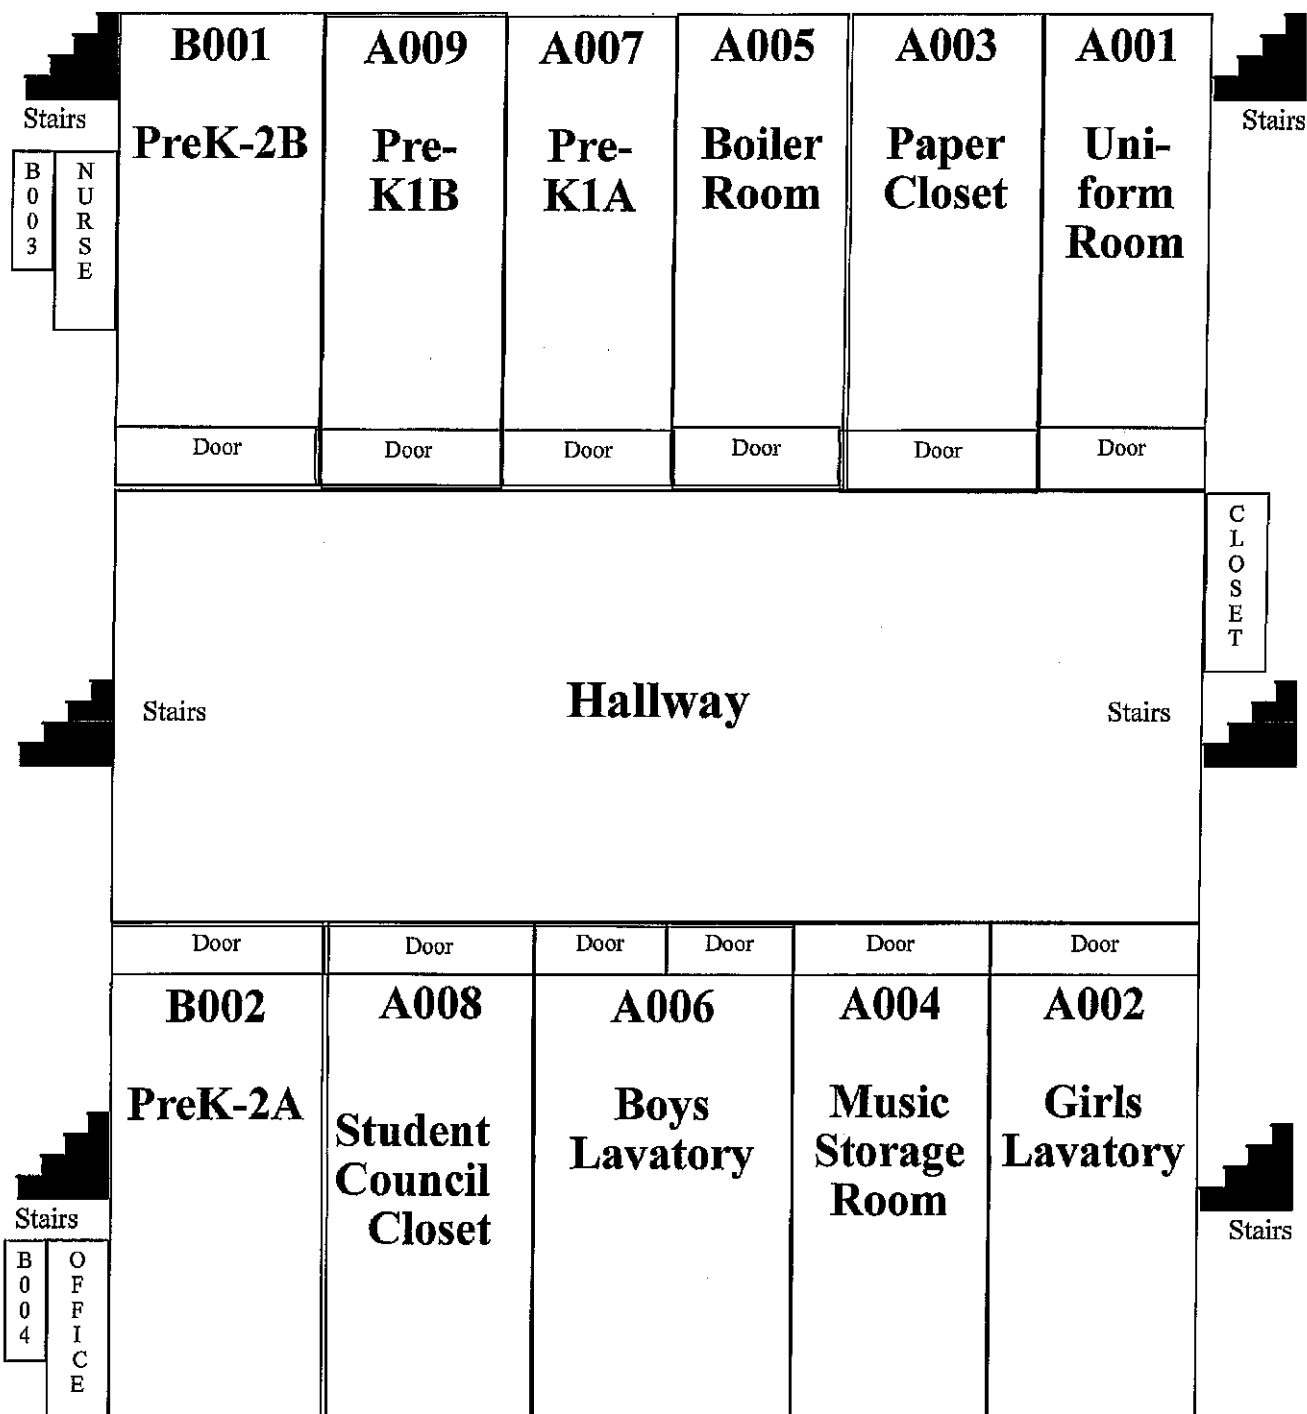 B001
PreK-2B
A009
Pre-
K1B
A007
Pre-
K1A
A005
Boiler
Room
A003
Paper
Closet
A001
Uni-
form
Room
Stairs
Stairs
B
0
0
3
N
U
R
S
E
Door
Door
Door
Door
Door
Door
C
L
O
S
E
T
Stairs
Hallway
Stairs
Door
Door
Door
Door
Door
Door
B002
PreK-2A
A008
Student
Council
Closet
A006
Boys
Lavatory
A004
Music
Storage
Room
A002
Girls
Lavatory
Stairs
Stairs
B
0
0
4
O
F
F
I
C
E